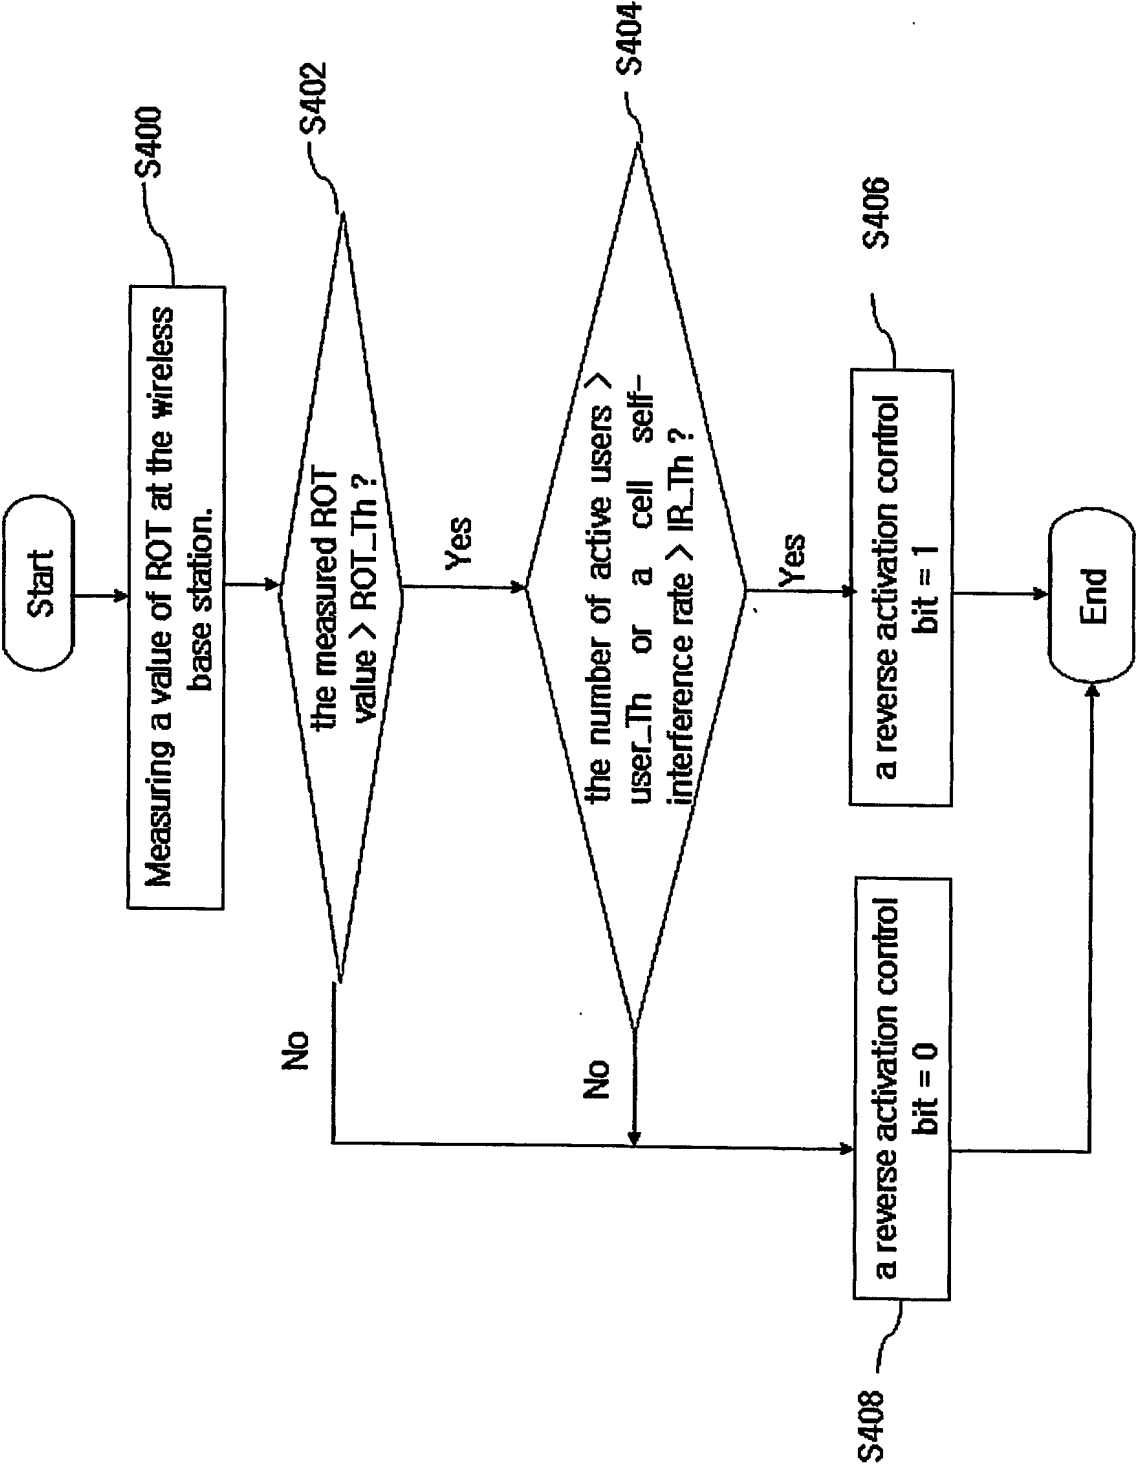 Start
S400
Measuring a value of ROT at the wireless
base station.
S402
the measured ROT
value > ROT_Th ?
No
Yes
S404
the number of active users >
user_Th or a cell self-
interference rate > IR_Th ?
No
Yes
S406
a reverse activation control
bit = 1
a reverse activation control
bit = 0
S408
End